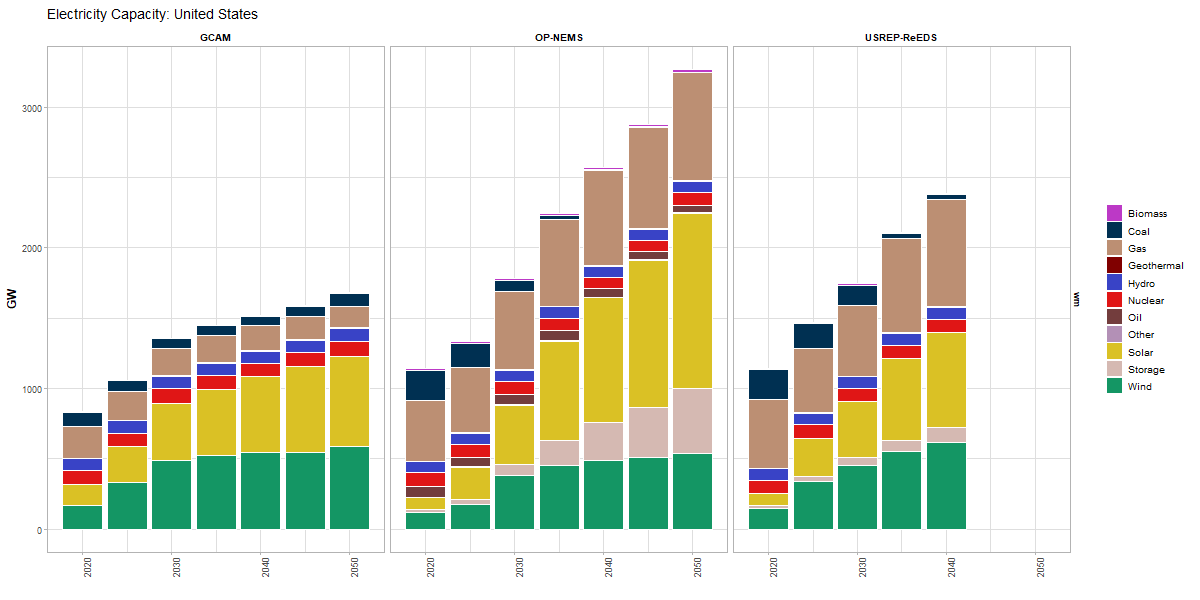 Electricity Capacity: United States
GCAM
OP-NEMS
USREP-ReEDS
GW
3000
2000
1000
0
2020
2030
2040
2050
2020
2030
2040
2050
2020
2030
2040
2050
wm
Biomass
Coal
Gas
Geothermal
Hydro
Nuclear
Oil
Other
Solar
Storage
Wind